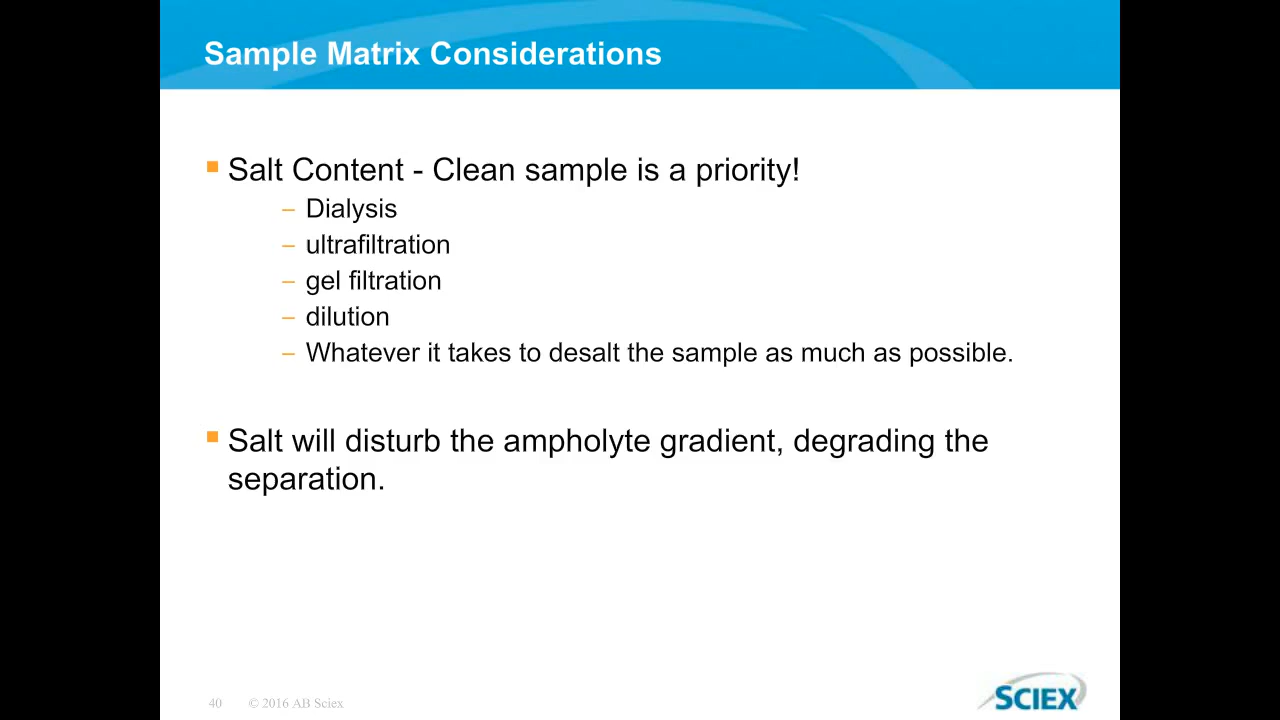 Sample Matrix Considerations
Salt Content - Clean sample is a priority!
– Dialysis
– ultrafiltration
– gel filtration
– dilution
– Whatever it takes to desalt the sample as much as possible.
Salt will disturb the ampholyte gradient, degrading the
separation.
40 © 2016 AB Sciex
SCIEX